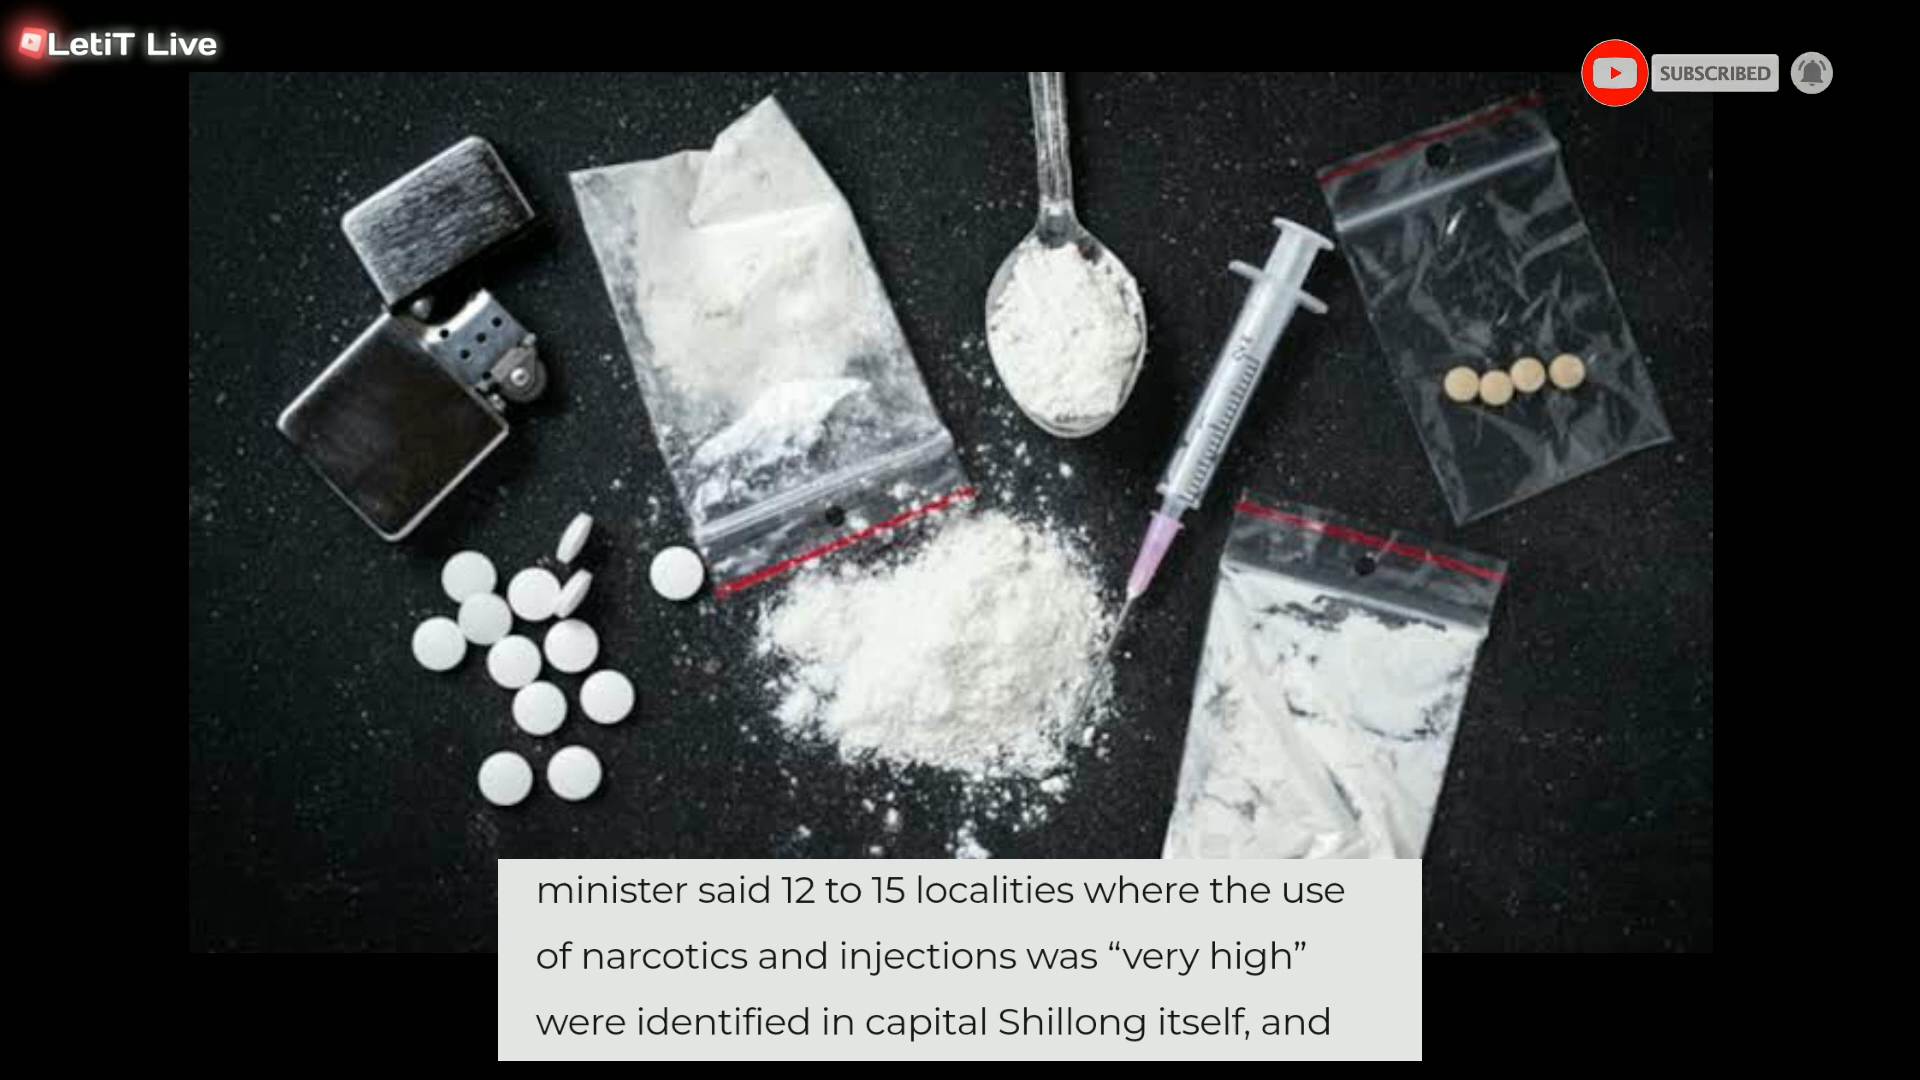 LetiT Live
SUBSCRIBED
minister said 12 to 15 localities where the use
of narcotics and injections was “very high”
were identified in capital Shillong itself, and